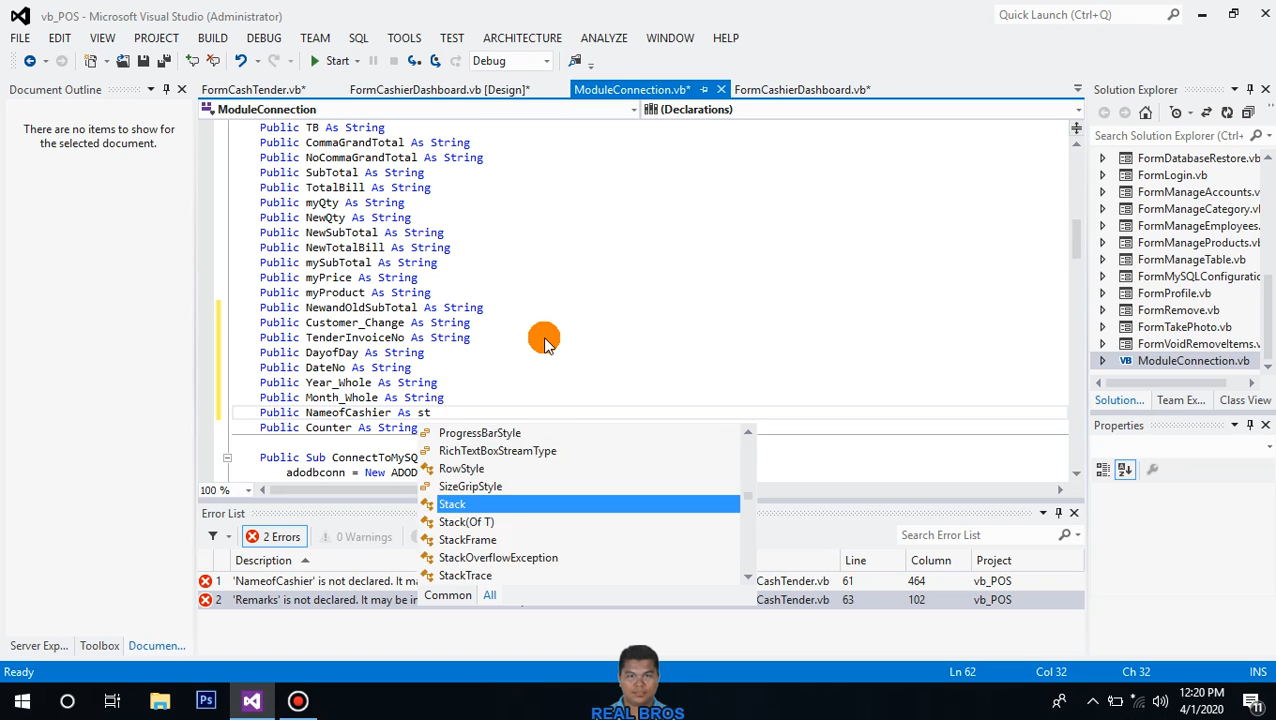 vb_POS - Microsoft Visual Studio (Administrator)
Quick Launch (Ctrl+Q)
FILE EDIT VIEW PROJECT BUILD DEBUG TEAM SQL TOOLS TEST ARCHITECTURE ANALYZE WINDOW HELP
Start Debug
Document Outline
FormCashTender.vb* FormCashierDashboard.vb [Design]* ModuleConnection.vb* FormCashierDashboard.vb*
Solution Explorer
ModuleConnection (Declarations)
There are no items to show for
the selected document.
Search Solution Explorer (Ctrl+
Public TB As String
Public CommaGrandTotal As String
Public NoCommaGrandTotal As String
Public SubTotal As String
Public TotalBill As String
Public myQty As String
Public NewQty As String
Public NewSubTotal As String
Public NewTotalBill As String
Public mySubTotal As String
Public myPrice As String
Public myProduct As String
Public NewandOldSubTotal As String
Public Customer_Change As String
Public TenderInvoiceNo As String
Public DayofDay As String
Public DateNo As String
Public Year_Whole As String
Public Month_Whole As String
Public NameofCashier As st
Public Counter As String
Public Sub ConnectToMySQ
adodbconn = New ADOD
ProgressBarStyle
RichTextBoxStreamType
RowStyle
SizeGripStyle
Stack
Stack(Of T)
StackFrame
StackOverflowException
StackTrace
Common All
FormDatabaseRestore.vb
FormLogin.vb
FormManageAccounts.v
FormManageCategory.v
FormManageEmployees.
FormManageProducts.v
FormManageTable.vb
FormMySQLConfiguratio
FormProfile.vb
FormTakePhoto.vb
FormVoidRemoveItems.v
ModuleConnection.vb
Solution... Team Ex... Class View
Properties
100 %
Error List
2 Errors 0 Warnings
Search Error List
Description Line Column Project
1 'NameofCashier' is not declared. It ma CashTender.vb 61 464 vb_POS
2 'Remarks' is not declared. It may be in CashTender.vb 63 102 vb_POS
Server Exp... Toolbox Documen...
Ready Ln 62 Col 32 Ch 32 INS
Ps
12:20 PM
4/1/2020
11
REAL BROS